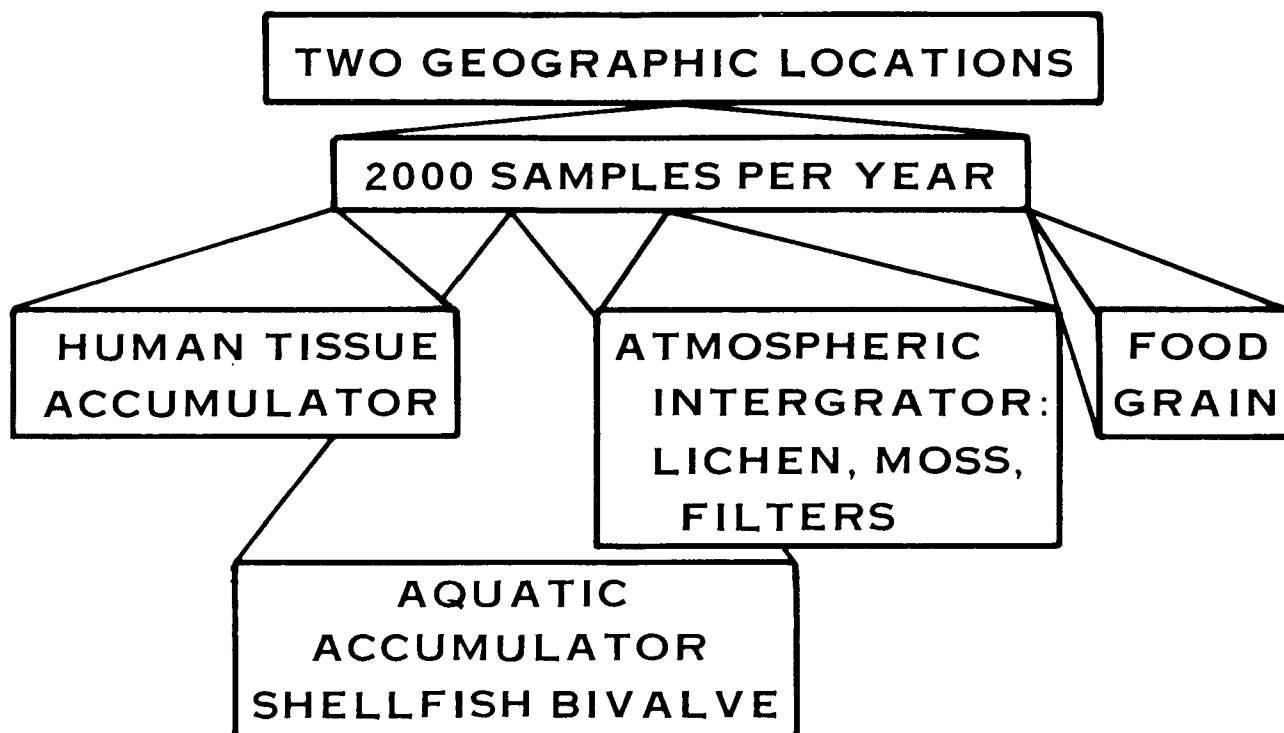 TWO GEOGRAPHIC LOCATIONS
2000 SAMPLES PER YEAR
HUMAN TISSUE
ACCUMULATOR
ATMOSPHERIC
INTERGRATOR:
LICHEN, MOSS,
FILTERS
FOOD
GRAIN
AQUATIC
ACCUMULATOR
SHELLFISH BIVALVE